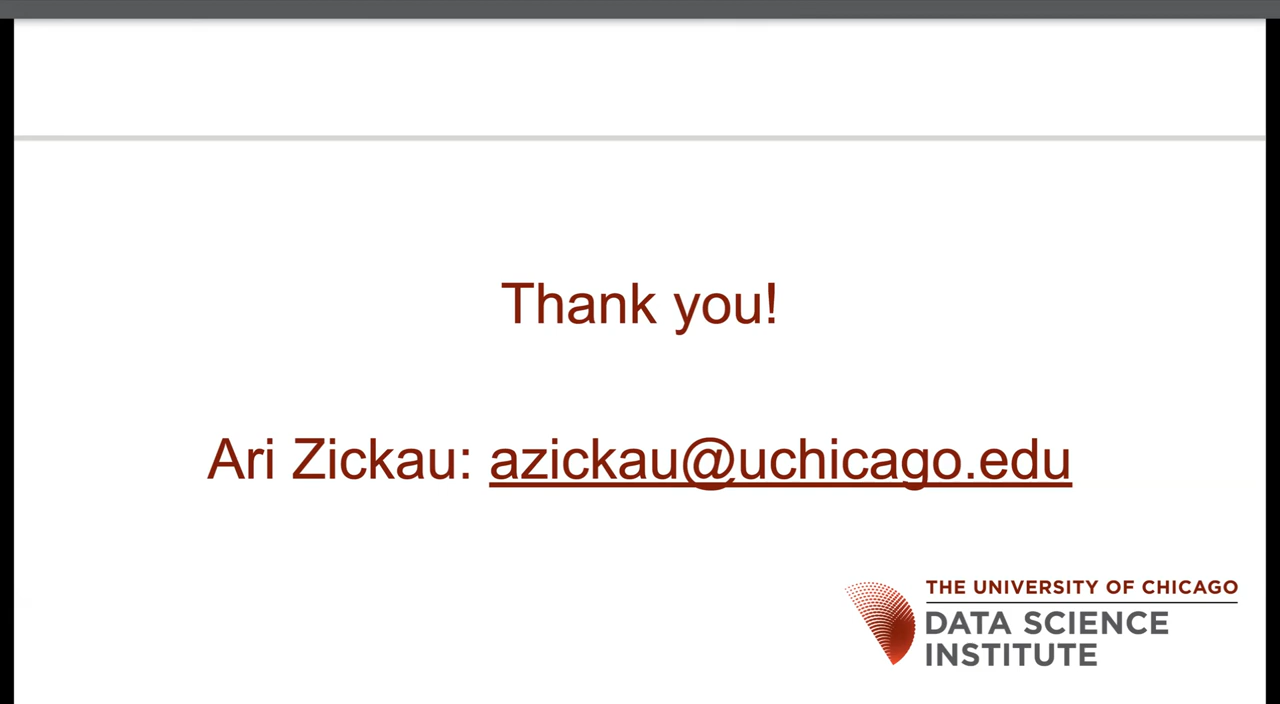 Thank you!
Ari Zickau: azickau@uchicago.edu
THE UNIVERSITY OF CHICAGO
DATA SCIENCE
INSTITUTE